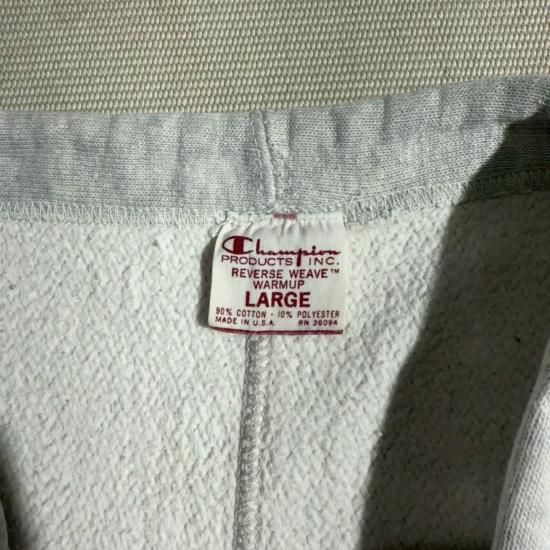 Champion
PRODUCTS INC.
REVERSE WEAVE™
WARMUP
LARGE
90% COTTON - 10% POLYESTER
MADE IN U.S.A. RN 26094